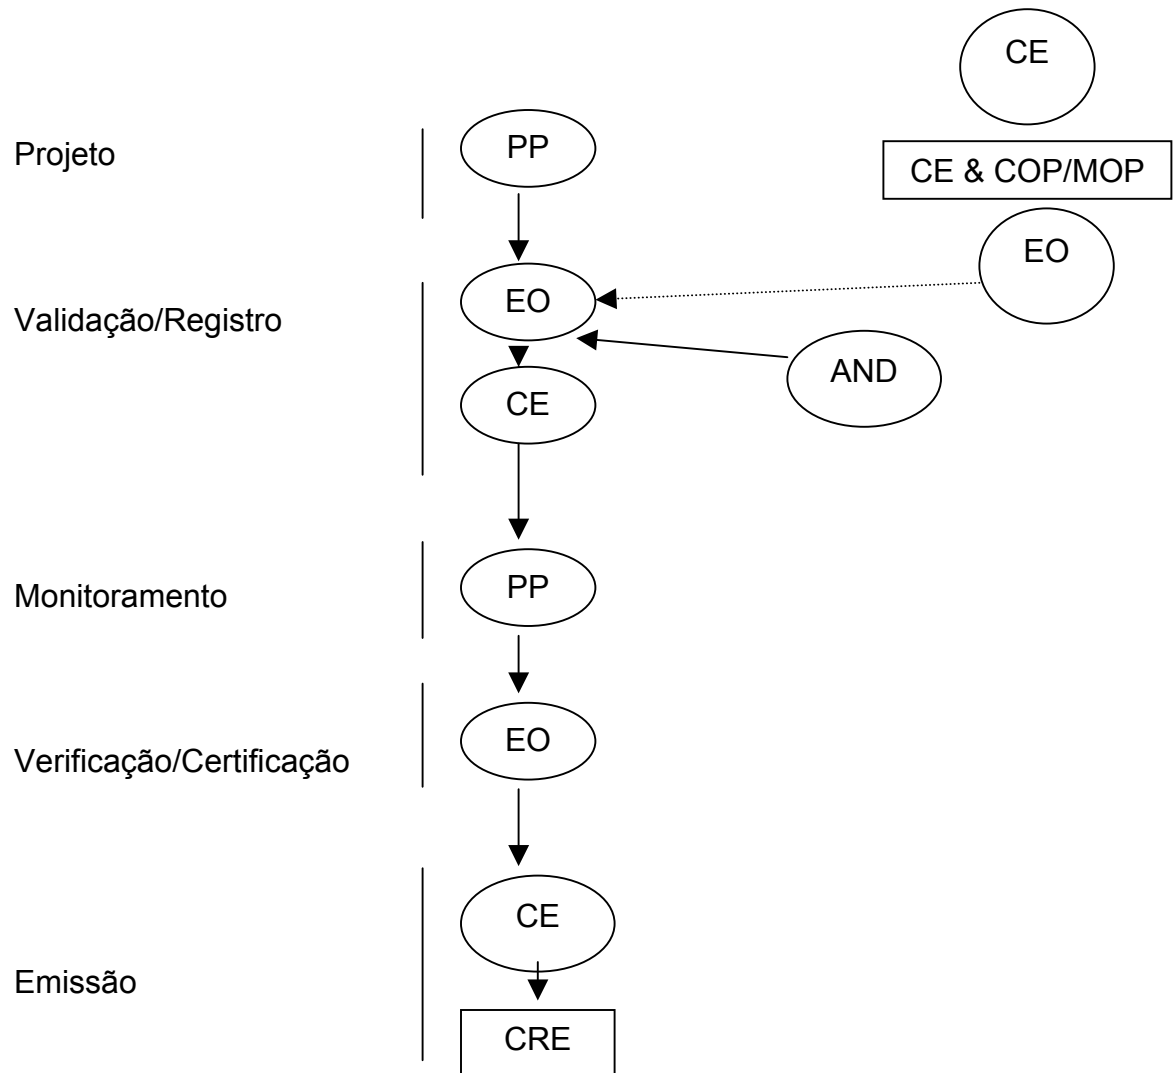 CE
Projeto
PP
CE & COP/MOP
EO
Validação/Registro
EO
AND
CE
Monitoramento
PP
Verificação/Certificação
EO
CE
Emissão
CRE